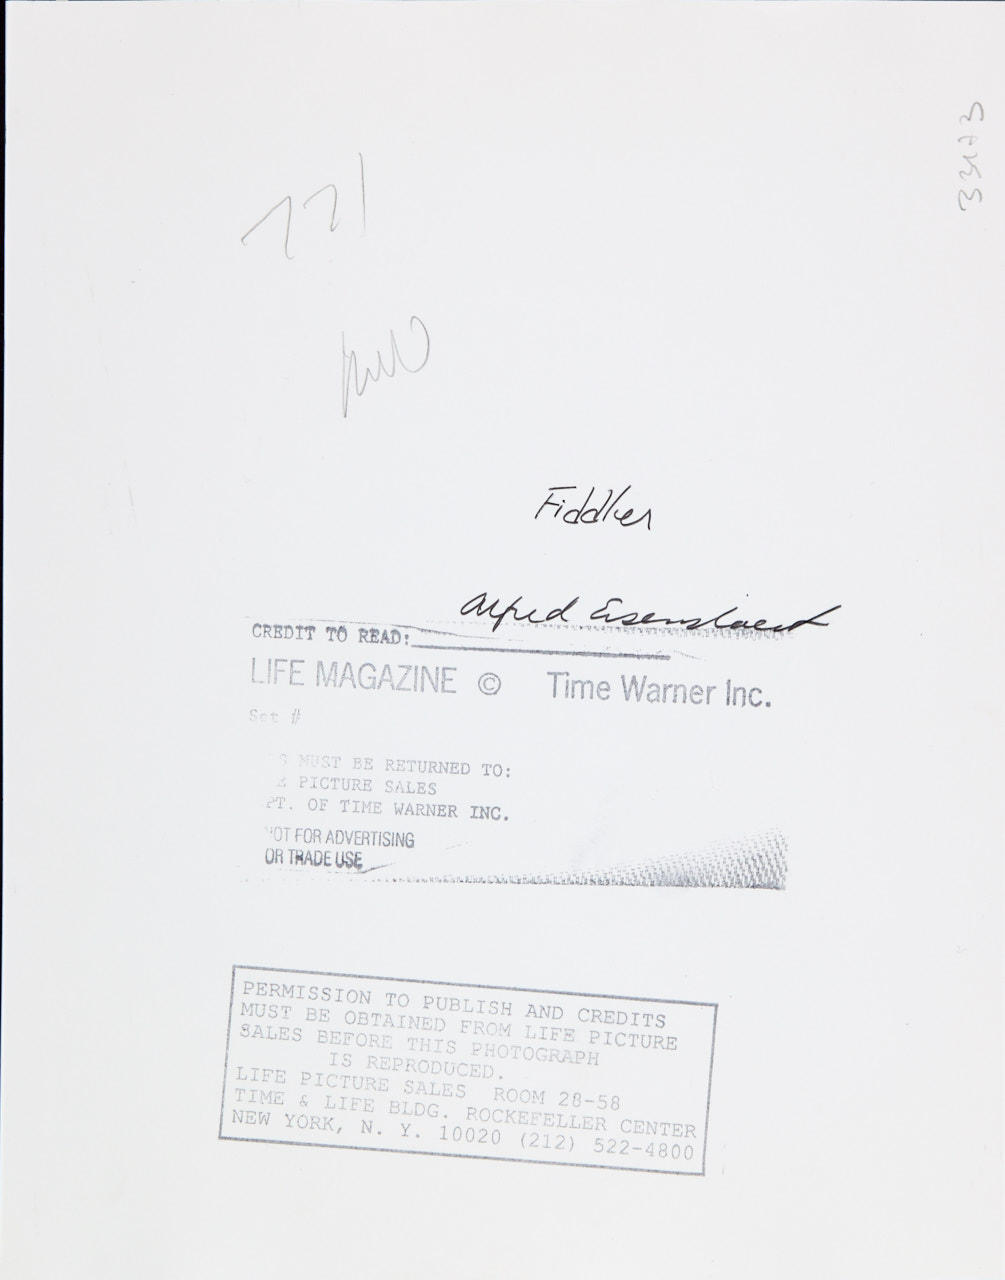 771
Fiddler
Alfred Eisenstaedt
CREDIT TO READ:
LIFE MAGAZINE © Time Warner Inc.
Set #
S MUST BE RETURNED TO:
E PICTURE SALES
PT. OF TIME WARNER INC.
NOT FOR ADVERTISING
OR TRADE USE
PERMISSION TO PUBLISH AND CREDITS
MUST BE OBTAINED FROM LIFE PICTURE
SALES BEFORE THIS PHOTOGRAPH
IS REPRODUCED.
LIFE PICTURE SALES ROOM 28-58
TIME & LIFE BLDG. ROCKEFELLER CENTER
NEW YORK, N. Y. 10020 (212) 522-4800